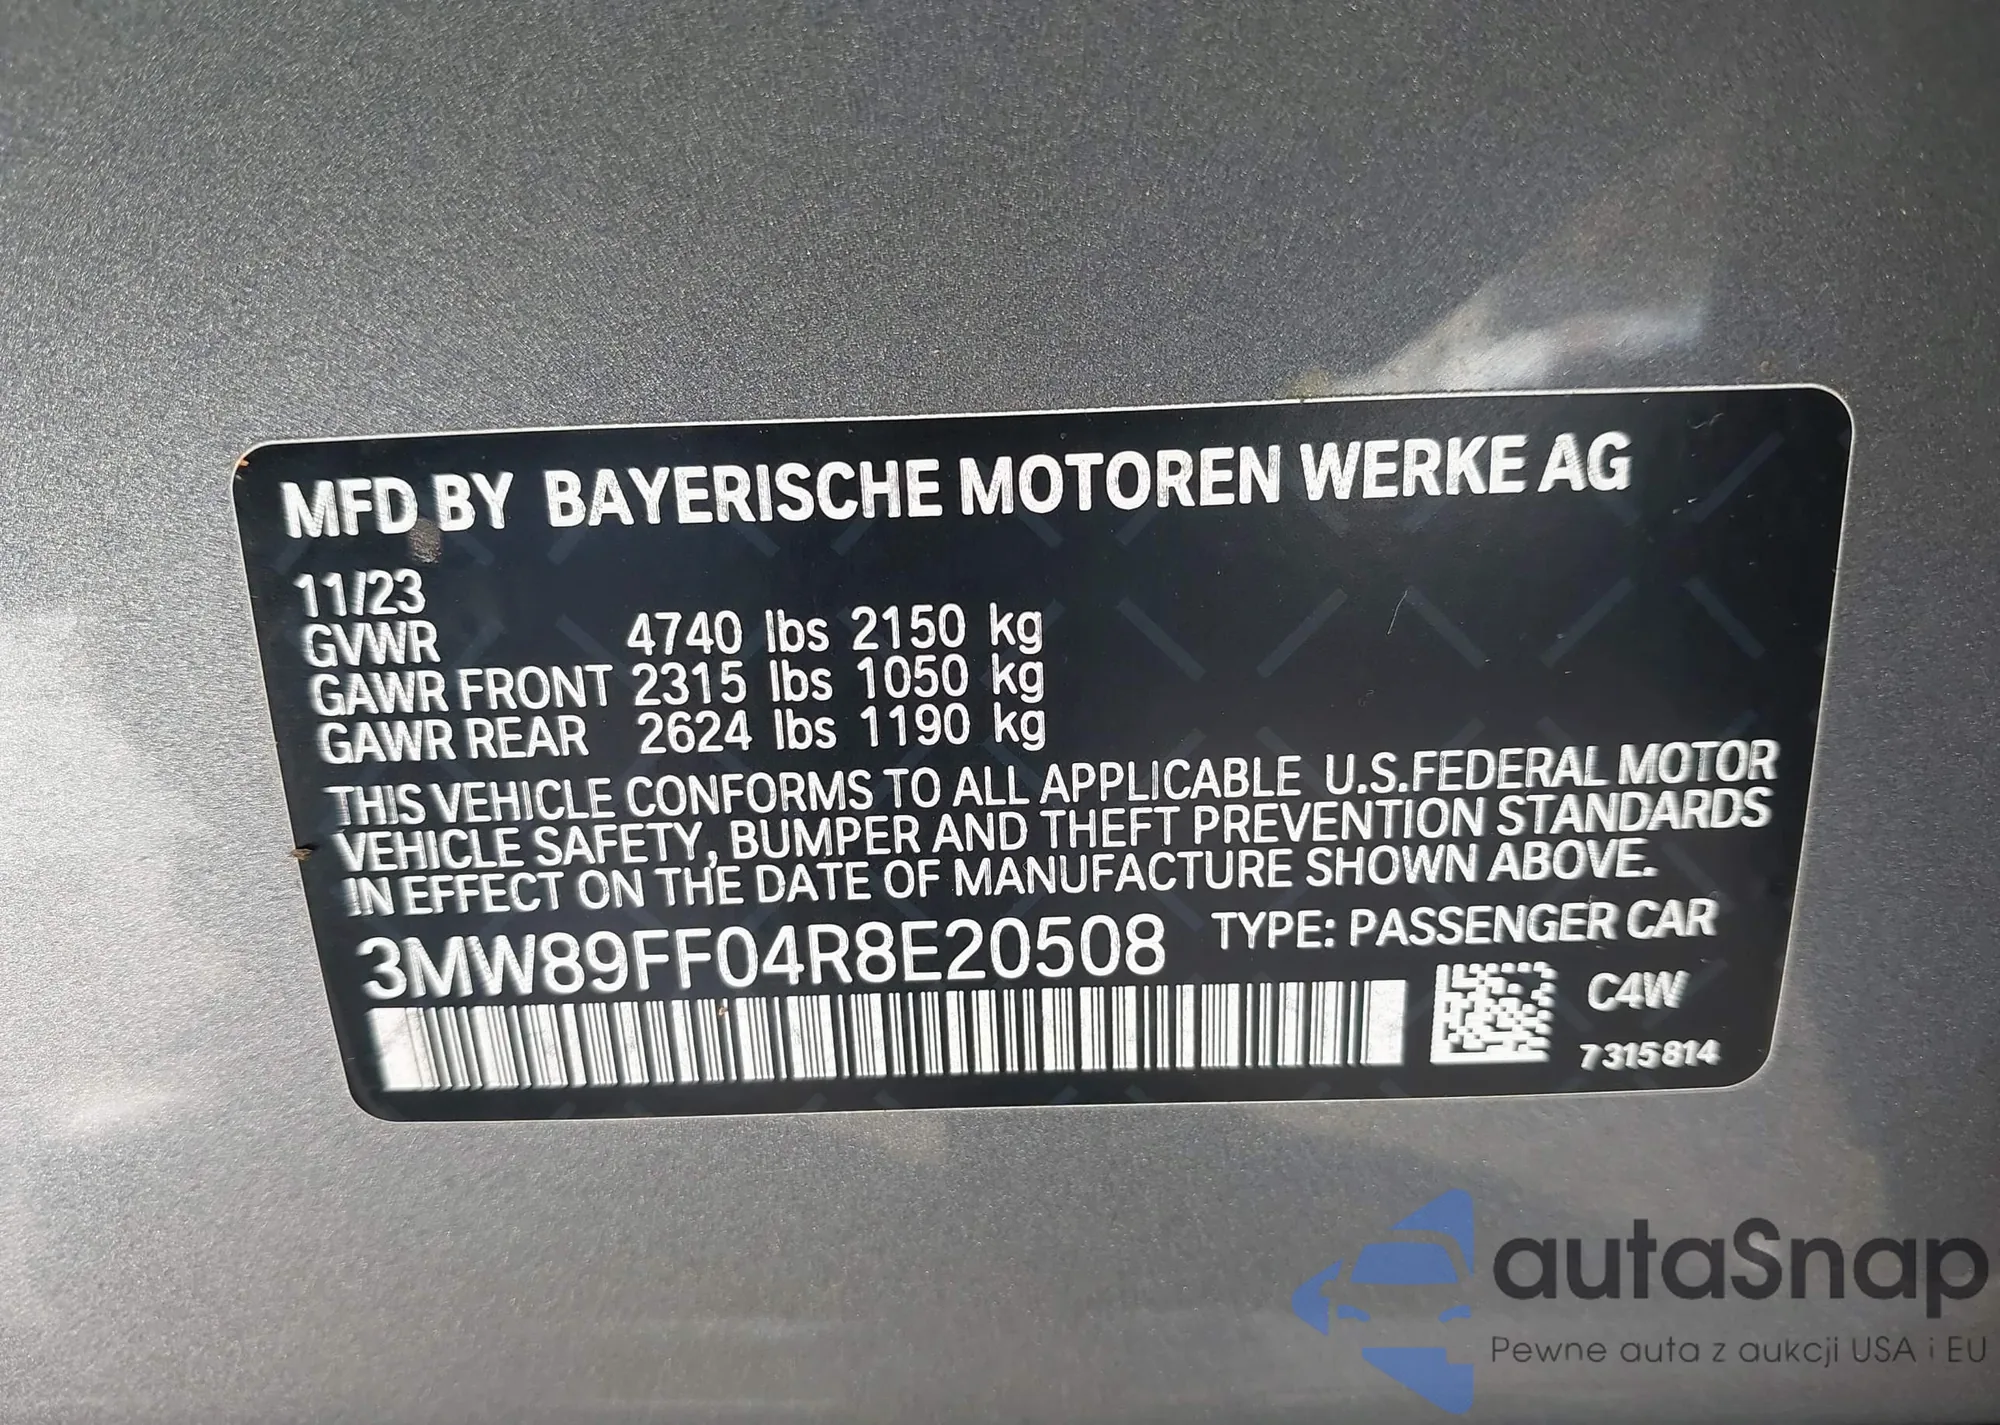 MFD BY BAYERISCHE MOTOREN WERKE AG
11/23
GVWR 4740 lbs 2150 kg
GAWR FRONT 2315 lbs 1050 kg
GAWR REAR 2624 lbs 1190 kg
THIS VEHICLE CONFORMS TO ALL APPLICABLE U.S.FEDERAL MOTOR
VEHICLE SAFETY, BUMPER AND THEFT PREVENTION STANDARDS
IN EFFECT ON THE DATE OF MANUFACTURE SHOWN ABOVE.
3MW89FF04R8E20508 TYPE: PASSENGER CAR
C4W
7315814
autaSnap
Pewne auta z aukcji USA i EU